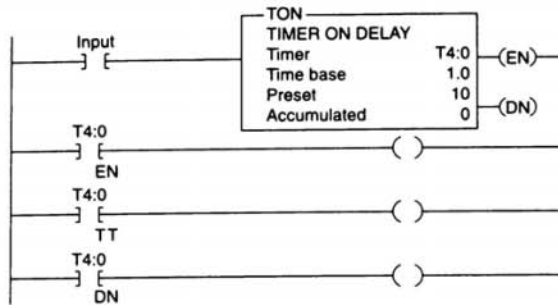 TON
Input
TIMER ON DELAY
Timer T4:0 (EN)
Time base 1.0
Preset 10
(DN)
Accumulated 0
T4:0
EN
T4:0
TT
T4:0
DN